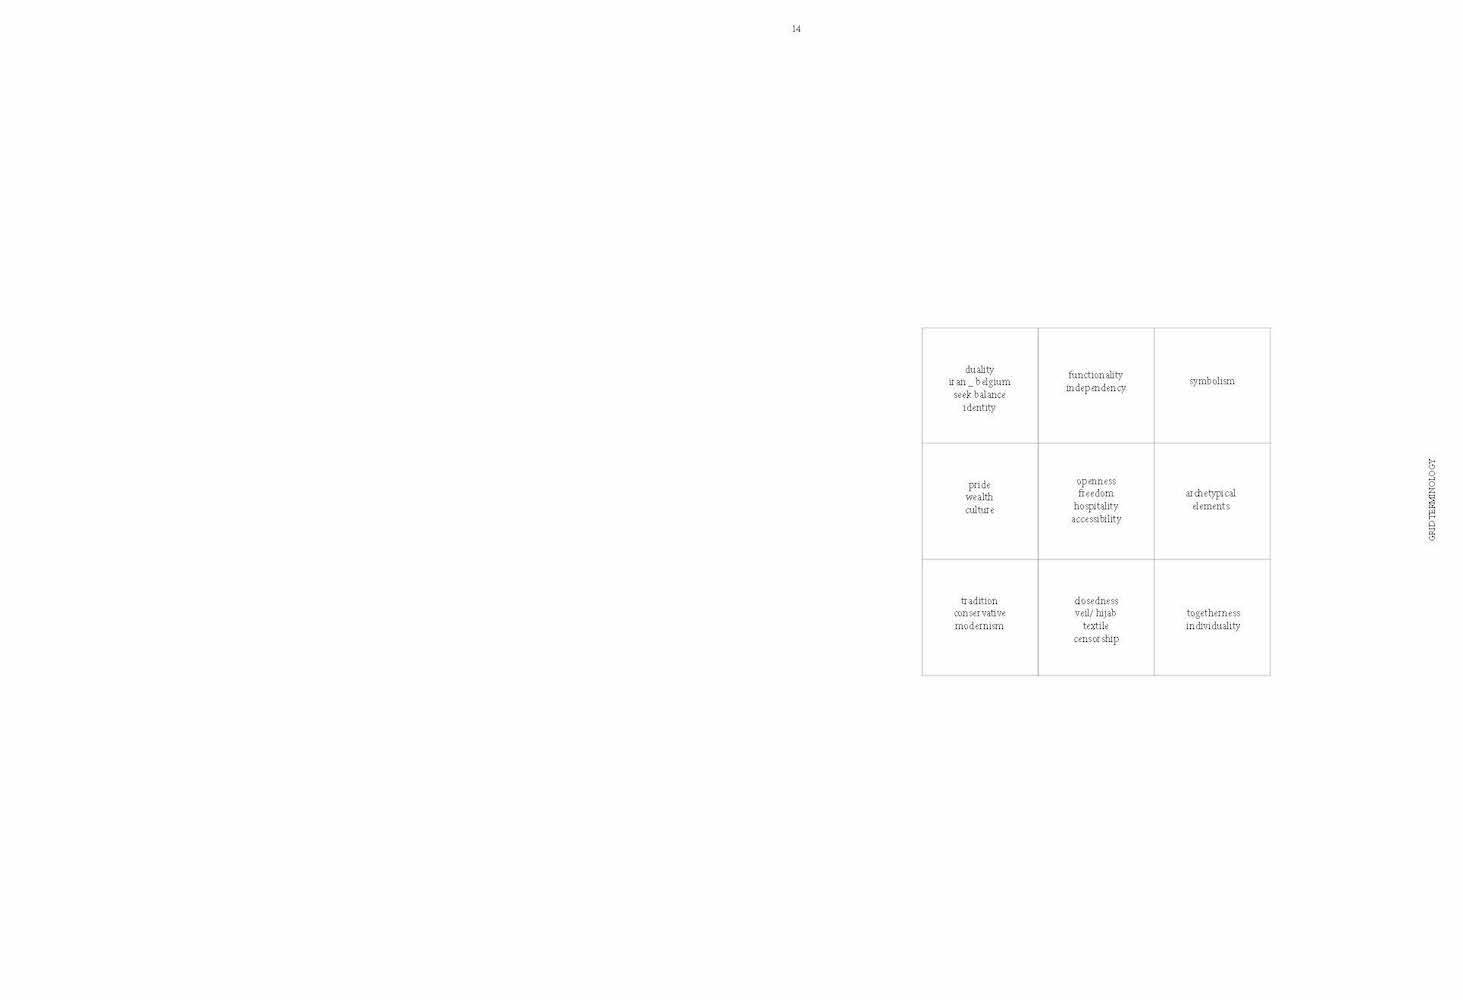 14
duality
iran _ belgium
seek balance
identity
functionality
independency
symbolism
pride
wealth
culture
openness
freedom
hospitality
accessibility
archetypical
elements
tradition
conservative
modernism
closedness
veil/ hijab
textile
censorship
togetherness
individuality
GRID TERMINOLOGY